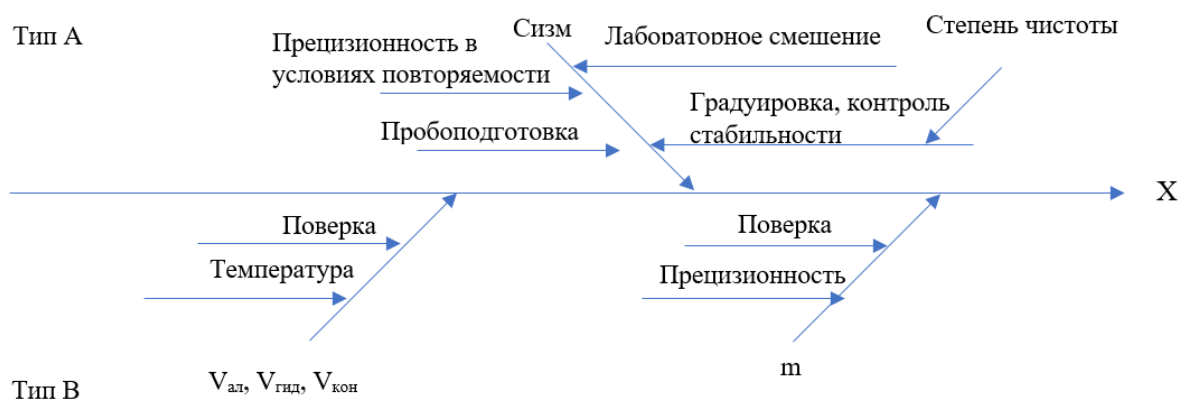 Тип А
Сизм
Степень чистоты
Прецизионность в
условиях повторяемости
Лабораторное смешение
Градуировка, контроль
стабильности
Пробоподготовка
X
Поверка
Температура
Поверка
Прецизионность
Vал, Vгид, Vкон
m
Тип В